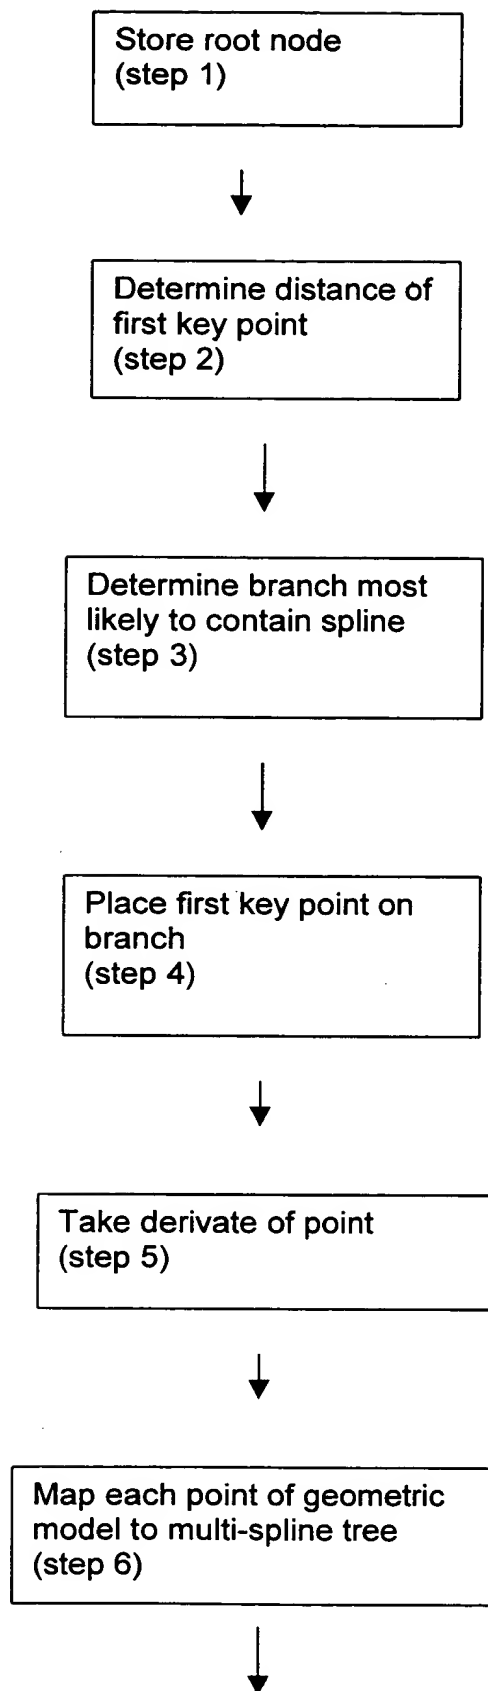 Store root node
(step 1)
Determine distance of
first key point
(step 2)
Determine branch most
likely to contain spline
(step 3)
Place first key point on
branch
(step 4)
Take derivate of point
(step 5)
Map each point of geometric
model to multi-spline tree
(step 6)